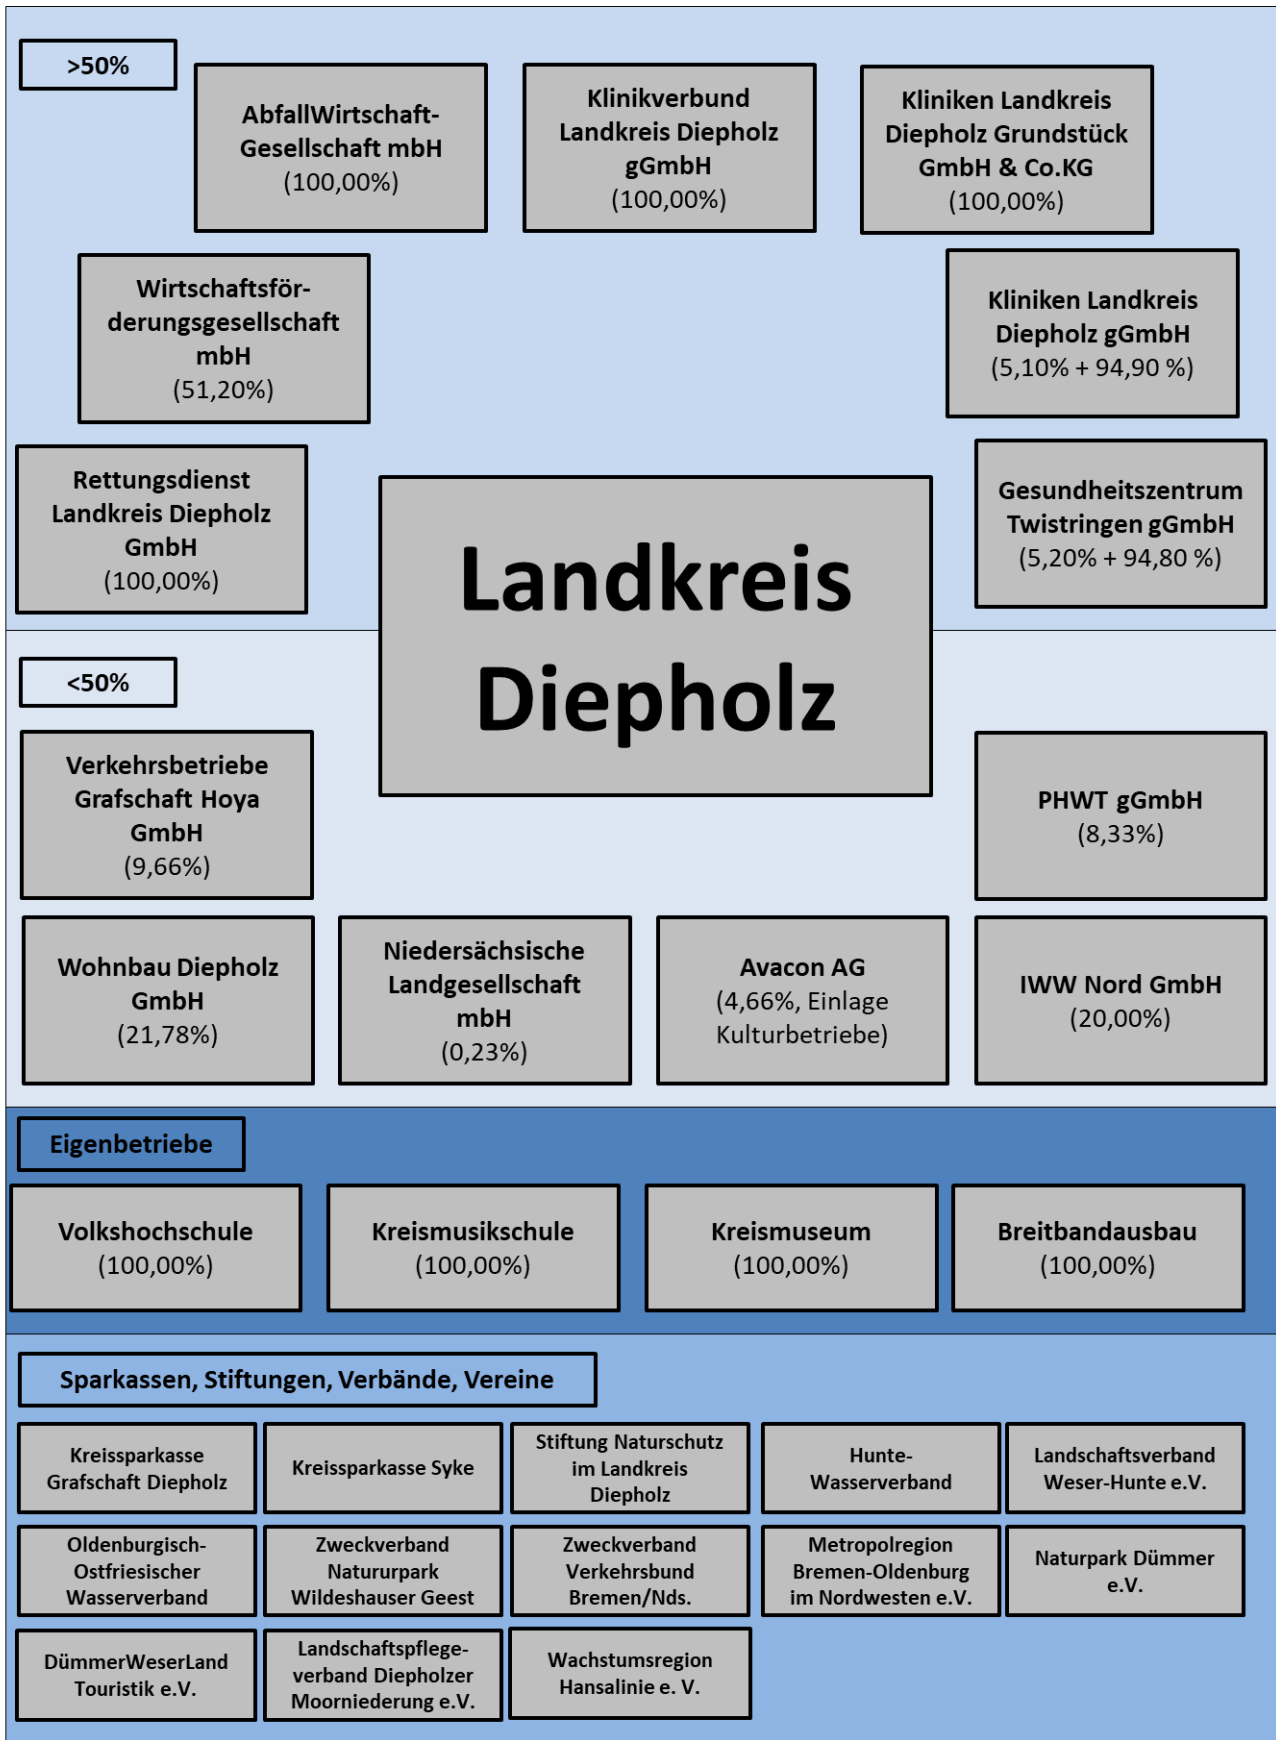 >50%
AbfallWirtschaft-
Gesellschaft mbH
(100,00%)
Klinikverbund
Landkreis Diepholz
gGmbH
(100,00%)
Kliniken Landkreis
Diepholz Grundstück
GmbH & Co.KG
(100,00%)
Wirtschaftsför-
derungsgesellschaft
mbH
(51,20%)
Kliniken Landkreis
Diepholz gGmbH
(5,10% + 94,90 %)
Rettungsdienst
Landkreis Diepholz
GmbH
(100,00%)
Landkreis
Diepholz
Gesundheitszentrum
Twistringen gGmbH
(5,20% + 94,80 %)
<50%
Verkehrsbetriebe
Grafschaft Hoya
GmbH
(9,66%)
PHWT gGmbH
(8,33%)
Wohnbau Diepholz
GmbH
(21,78%)
Niedersächsische
Landgesellschaft
mbH
(0,23%)
Avacon AG
(4,66%, Einlage
Kulturbetriebe)
IWW Nord GmbH
(20,00%)
Eigenbetriebe
Volkshochschule
(100,00%)
Kreismusikschule
(100,00%)
Kreismuseum
(100,00%)
Breitbandausbau
(100,00%)
Sparkassen, Stiftungen, Verbände, Vereine
Kreissparkasse
Grafschaft Diepholz
Kreissparkasse Syke
Stiftung Naturschutz
im Landkreis
Diepholz
Hunte-
Wasserverband
Landschaftsverband
Weser-Hunte e.V.
Oldenburgisch-
Ostfriesischer
Wasserverband
Zweckverband
Natururpark
Wildeshauser Geest
Zweckverband
Verkehrsbund
Bremen/Nds.
Metropolregion
Bremen-Oldenburg
im Nordwesten e.V.
Naturpark Dümmer
e.V.
DümmerWeserLand
Touristik e.V.
Landschaftspflege-
verband Diepholzer
Moorniederung e.V.
Wachstumsregion
Hansalinie e. V.